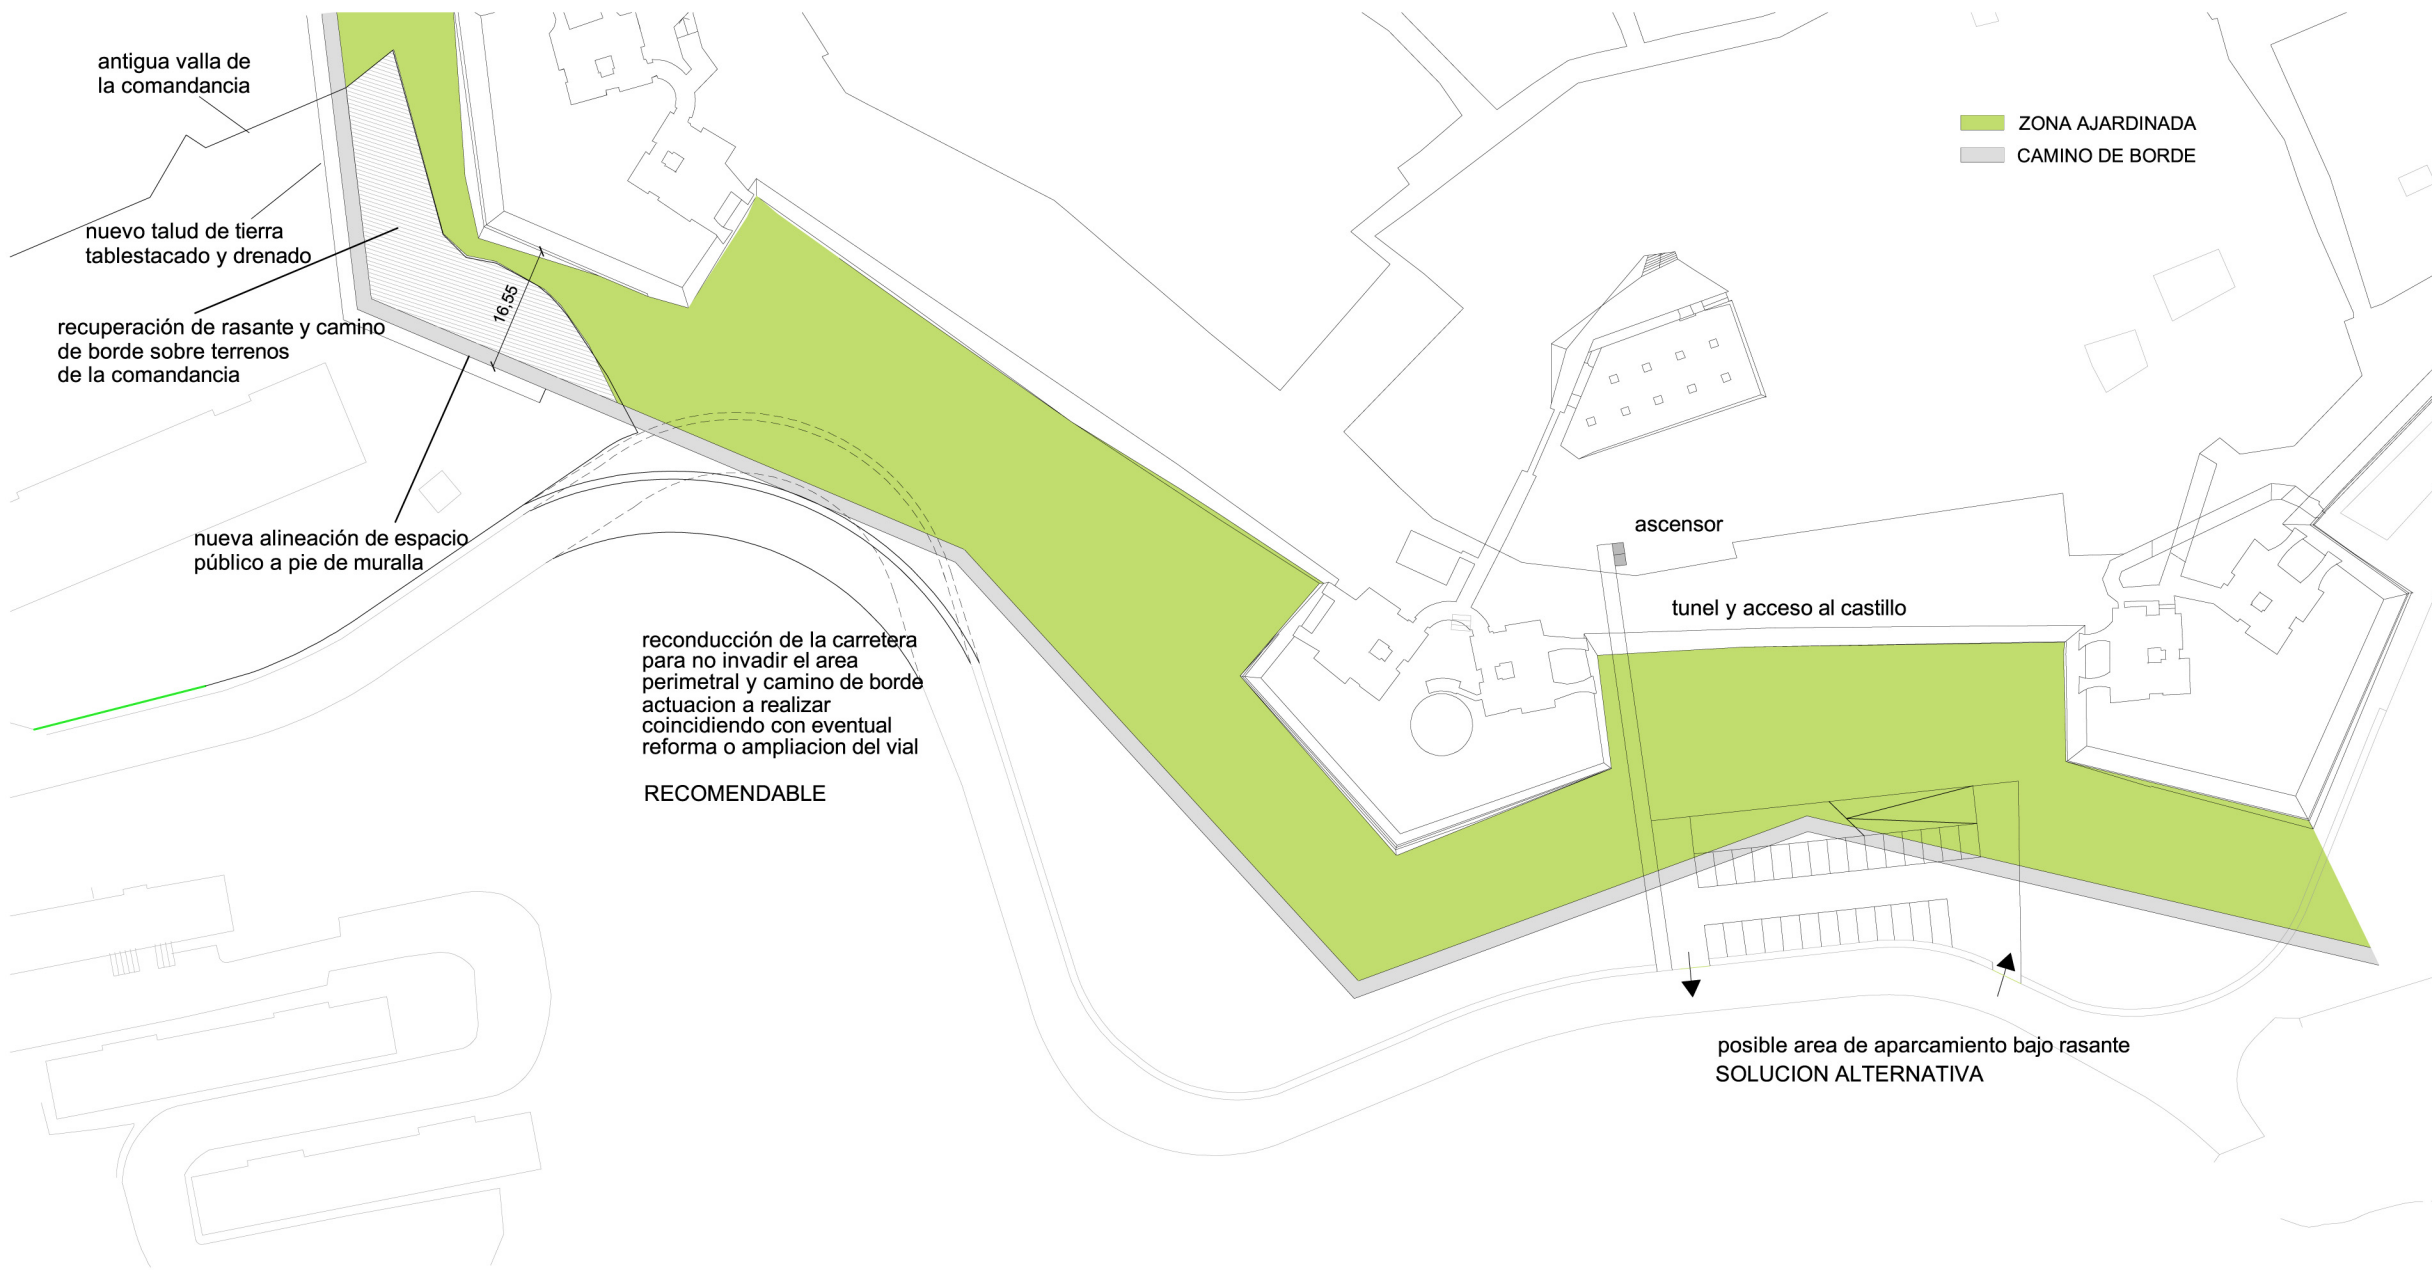 antigua valla de
la comandancia
ZONA AJARDINADA
CAMINO DE BORDE
nuevo talud de tierra
tablestacado y drenado
16,55
recuperación de rasante y camino
de borde sobre terrenos
de la comandancia
nueva alineación de espacio
público a pie de muralla
ascensor
tunel y acceso al castillo
reconducción de la carretera
para no invadir el area
perimetral y camino de borde
actuacion a realizar
coincidiendo con eventual
reforma o ampliacion del vial
RECOMENDABLE
posible area de aparcamiento bajo rasante
SOLUCION ALTERNATIVA